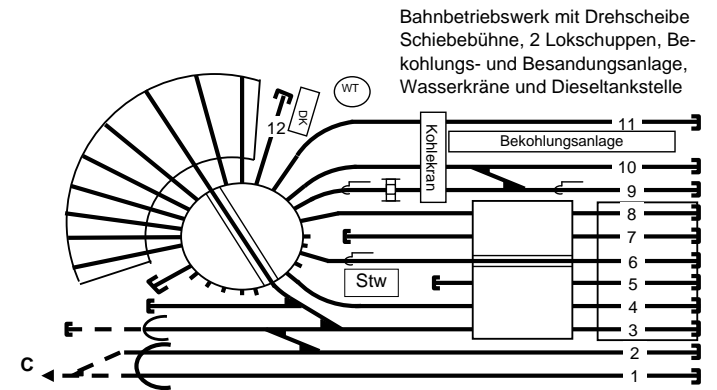 Bahnbetriebswerk mit Drehscheibe
Schiebebühne, 2 Lokschuppen, Be-
kohlungs- und Besandungsanlage,
Wasserkräne und Dieseltankstelle
WT
DK
12
11
Kohlekran
Bekohlungsanlage
10
9
8
7
6
Stw
5
4
3
2
C
1